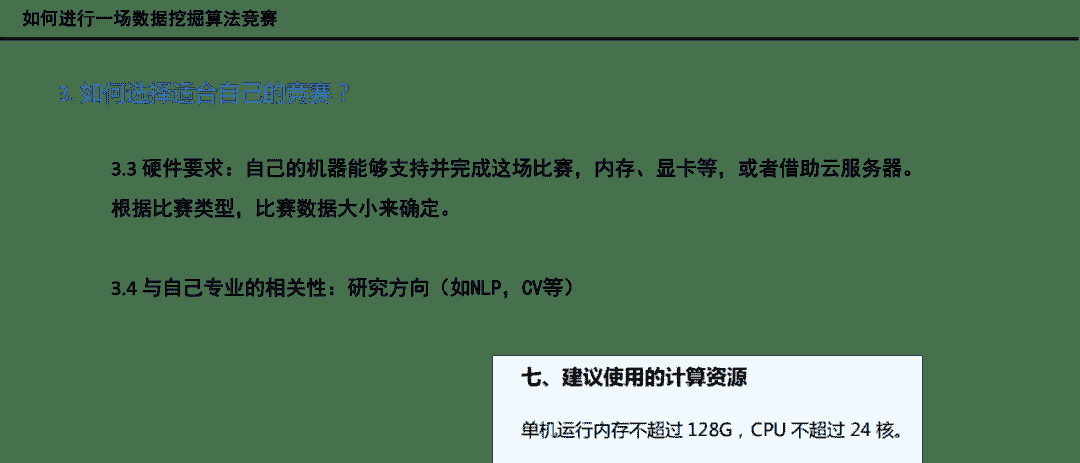 如何进行一场数据挖掘算法竞赛
3. 如何选择适合自己的竞赛？
3.3 硬件要求：自己的机器能够支持并完成这场比赛，内存、显卡等，或者借助云服务器。
根据比赛类型，比赛数据大小来确定。
3.4 与自己专业的相关性：研究方向（如NLP，CV等）
七、建议使用的计算资源
单机运行内存不超过 128G，CPU 不超过 24 核。